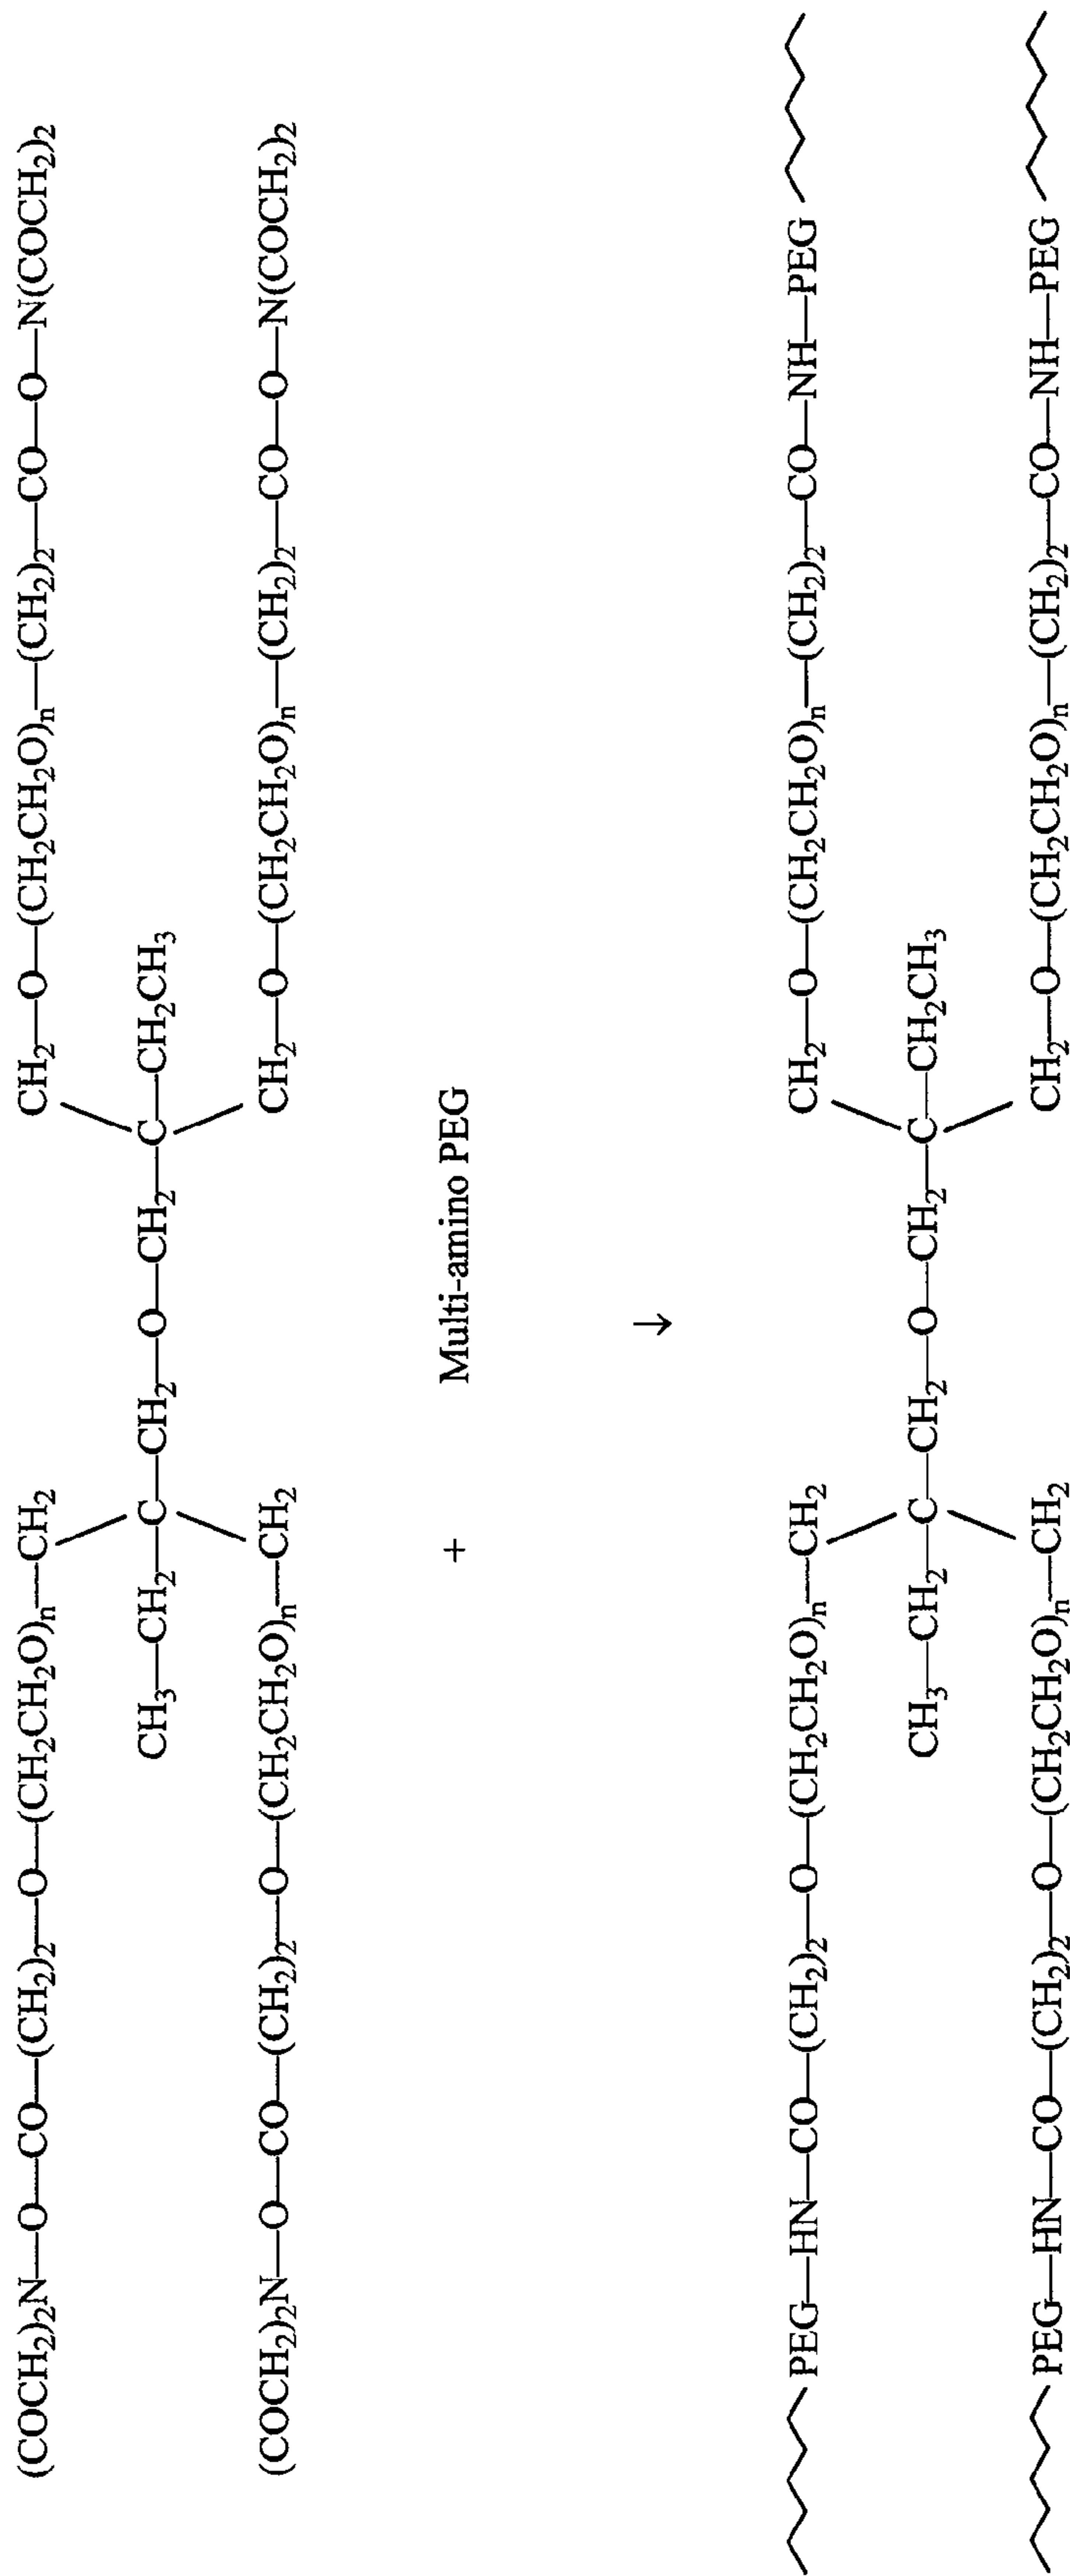 (COCH₂)₂N—O—CO—(CH₂)₂—O—(CH₂CH₂O)ₙ—CH₂ CH₂—O—(CH₂CH₂O)ₙ—(CH₂)₂—CO—O—N(COCH₂)₂
CH₃—CH₂—C—CH₂—O—CH₂—C—CH₂CH₃
(COCH₂)₂N—O—CO—(CH₂)₂—O—(CH₂CH₂O)ₙ—CH₂ CH₂—O—(CH₂CH₂O)ₙ—(CH₂)₂—CO—O—N(COCH₂)₂
+ Multi-amino PEG
↓
PEG—HN—CO—(CH₂)₂—O—(CH₂CH₂O)ₙ—CH₂ CH₂—O—(CH₂CH₂O)ₙ—(CH₂)₂—CO—NH—PEG
CH₃—CH₂—C—CH₂—O—CH₂—C—CH₂CH₃
PEG—HN—CO—(CH₂)₂—O—(CH₂CH₂O)ₙ—CH₂ CH₂—O—(CH₂CH₂O)ₙ—(CH₂)₂—CO—NH—PEG